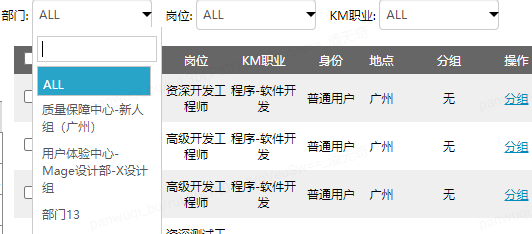 部门: ALL 岗位: ALL KM职业: ALL
岗位 KM职业 身份 地点 分组 操作
ALL
质量保障中心-新人
组（广州）
用户体验中心-
Mage设计部-X设计
组
部门13
资深开发工
程师
程序-软件开
发
普通用户 广州 无 分组
高级开发工
程师
程序-软件开
发
普通用户 广州 无 分组
高级开发工
程师
程序-软件开
发
普通用户 广州 无 分组
资深测试工